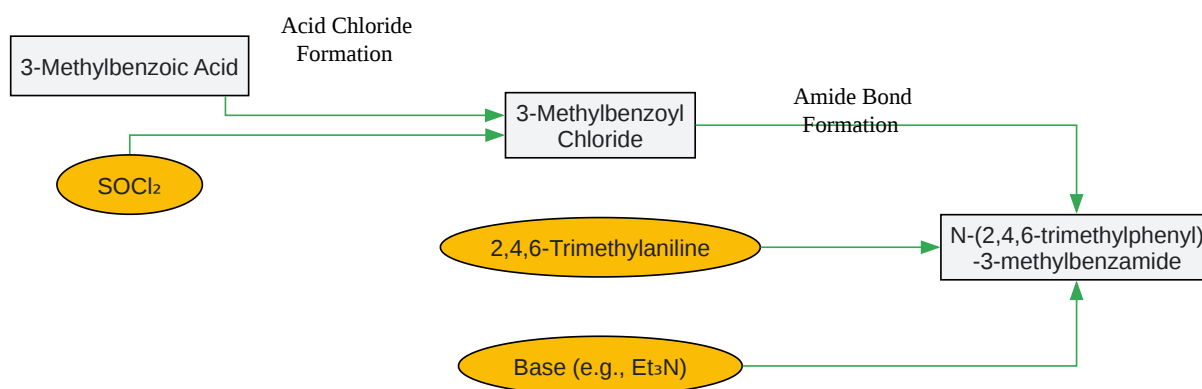 Acid Chloride
Formation
3-Methylbenzoic Acid
3-Methylbenzoyl
Chloride
Amide Bond
Formation
SOCl₂
2,4,6-Trimethylaniline
N-(2,4,6-trimethylphenyl)
-3-methylbenzamide
Base (e.g., Et₃N)